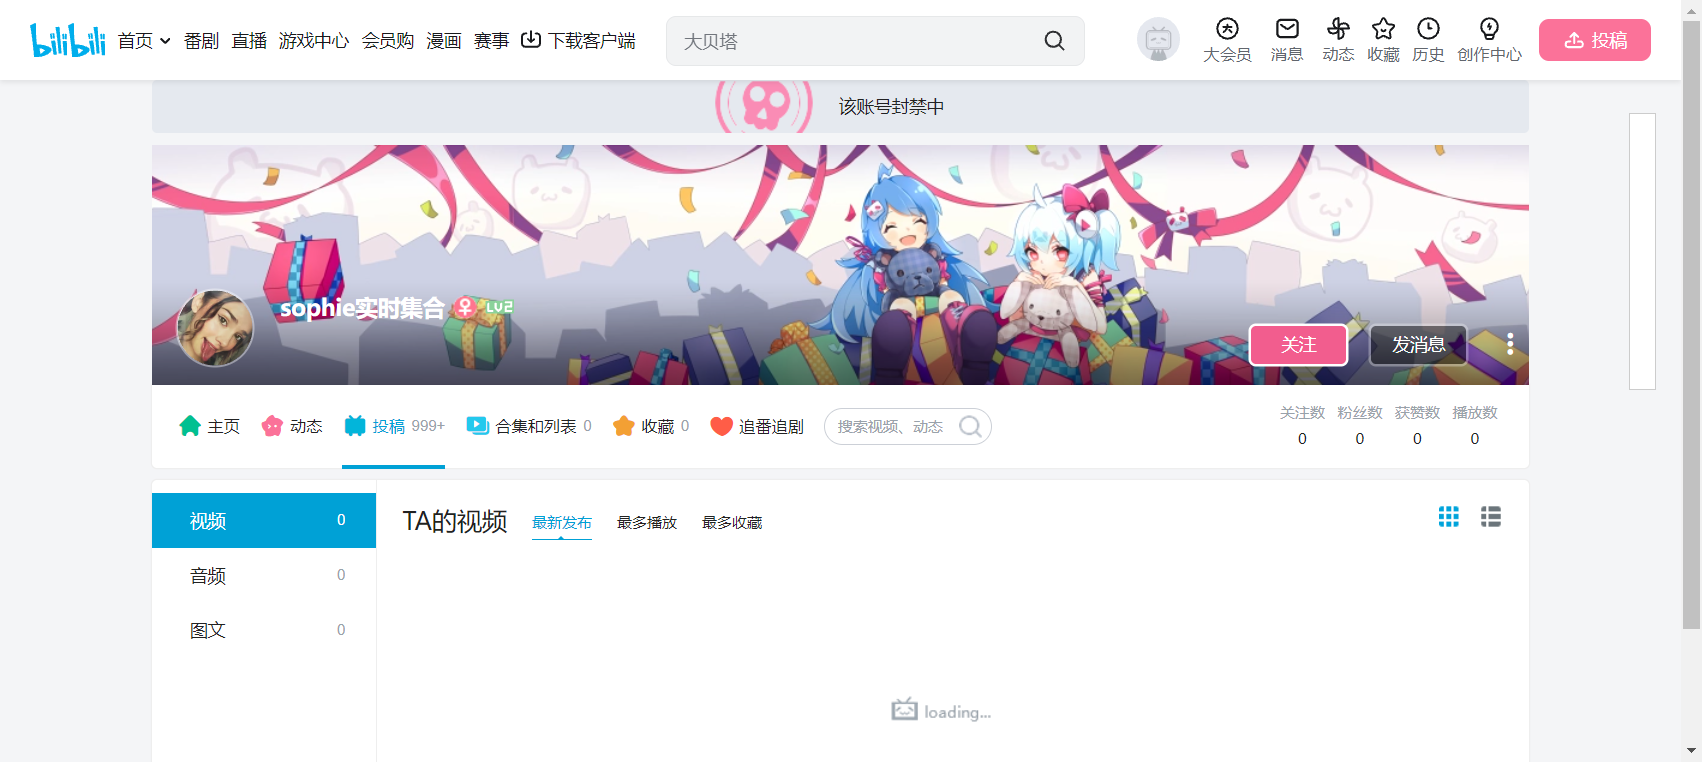 bilibili 首页 番剧 直播 游戏中心 会员购 漫画 赛事 下载客户端 大贝塔 大会员 消息 动态 收藏 历史 创作中心 投稿
该账号封禁中
sophie实时集合 LV2
关注 发消息
主页 动态 投稿 999+ 合集和列表 0 收藏 0 追番追剧 搜索视频、动态
关注数 粉丝数 获赞数 播放数
0 0 0 0
视频 0
音频 0
图文 0
TA的视频 最新发布 最多播放 最多收藏
loading...